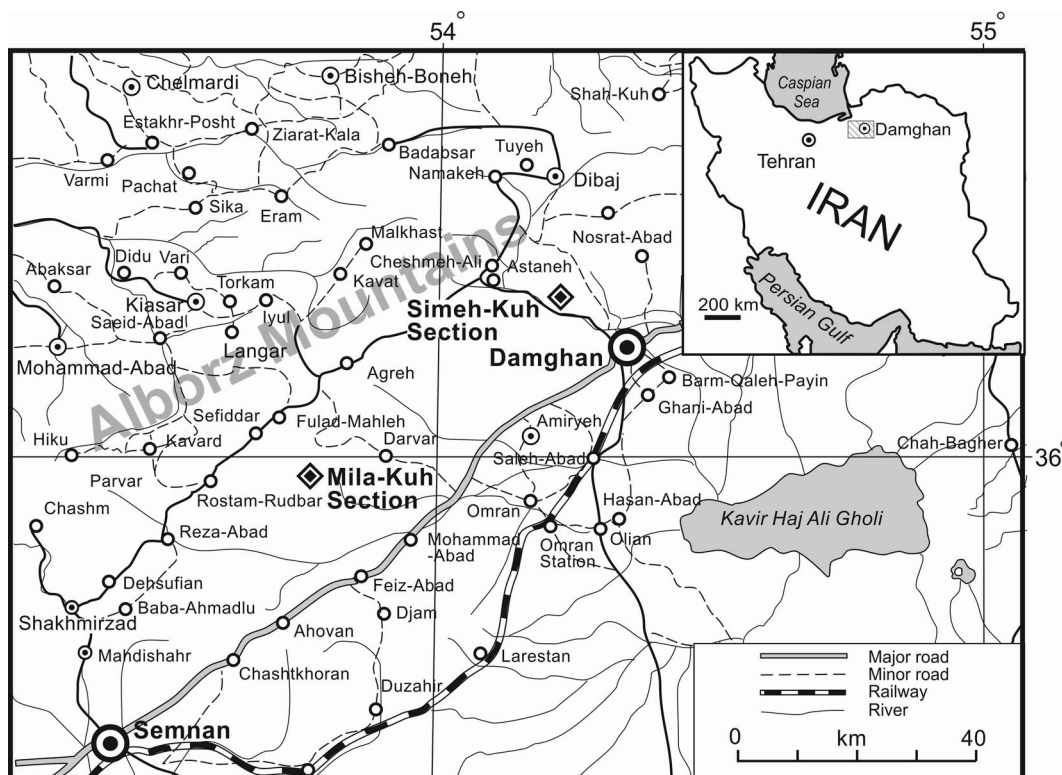 54°
55°
Chelmardi
Bisheh-Boneh
Shah-Kuh
Estakhr-Posht
Ziarat-Kala
Badabsar
Tuyeh
Namakeh
Dibaj
Varmi
Pachat
Sika
Eram
Nosrat-Abad
Malkhast
Cheshmeh-Ali
Astaneh
Didu
Vari
Abaksar
Torkam
Kavat
Kiasar
Iyul
Saeid-Abad
Langar
Mohammad-Abad
Alborz Mountains
Simeh-Kuh
Section
Damghan
Agreh
Barm-Qaleh-Payin
Ghani-Abad
Sefiddar
Fulad-Mahleh
Amiryeh
Hiku
Kavard
Darvar
Saleh-Abad
Chah-Bagher
36°
Parvar
Rostam-Rudbar
Mila-Kuh
Section
Chashm
Omran
Hasan-Abad
Kavir Haj Ali Gholi
Reza-Abad
Mohammad
-Abad
Omran
Station
Olian
Dehsufian
Feiz-Abad
Baba-Ahmadlu
Djam
Shakhmirzad
Ahovan
Mahdishahr
Larestan
Chashtkhoran
Duzahir
Semnan
Caspian
Sea
Damghan
Tehran
IRAN
Persian Gulf
200 km
Major road
Minor road
Railway
River
0 km 40